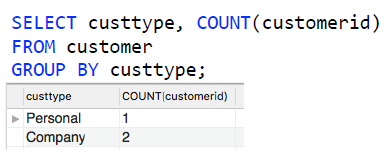 SELECT custtype, COUNT(customerid)
FROM customer
GROUP BY custtype;
custtype COUNT(customerid)
Personal 1
Company 2